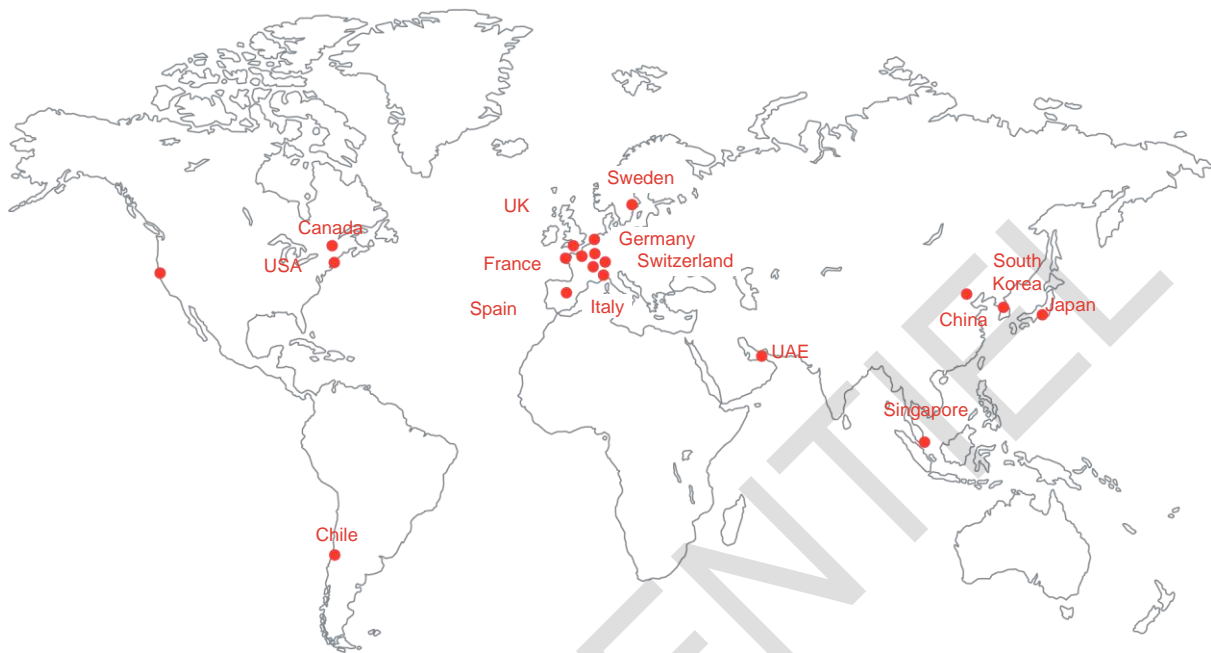 Sweden
UK
Canada
Germany
USA
France
Switzerland
South
Korea
Spain
Italy
China
Japan
UAE
Singapore
Chile
ENTIEL